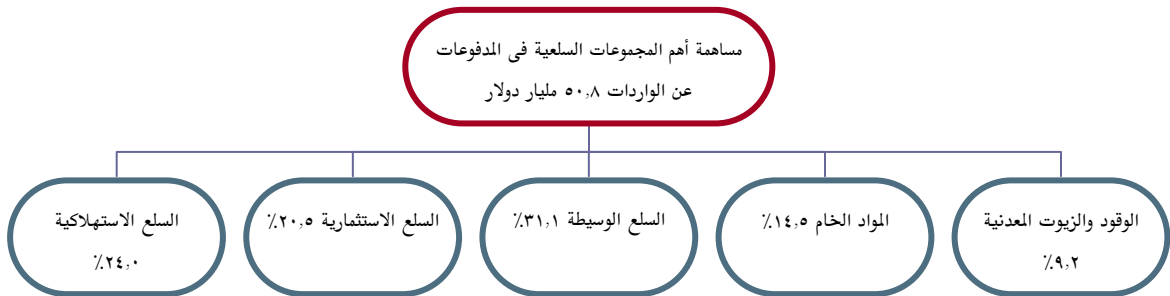 مساهمة أهم المجموعات السلعية فى المدفوعات
عن الواردات ٥٠,٨ مليار دولار
الوقود والزيوت المعدنية
٩,٢٪
المواد الخام ١٤,٥٪
السلع الوسيطة ٣١,١٪
السلع الاستثمارية ٢٠,٥٪
السلع الاستهلاكية
٢٤,٠٪